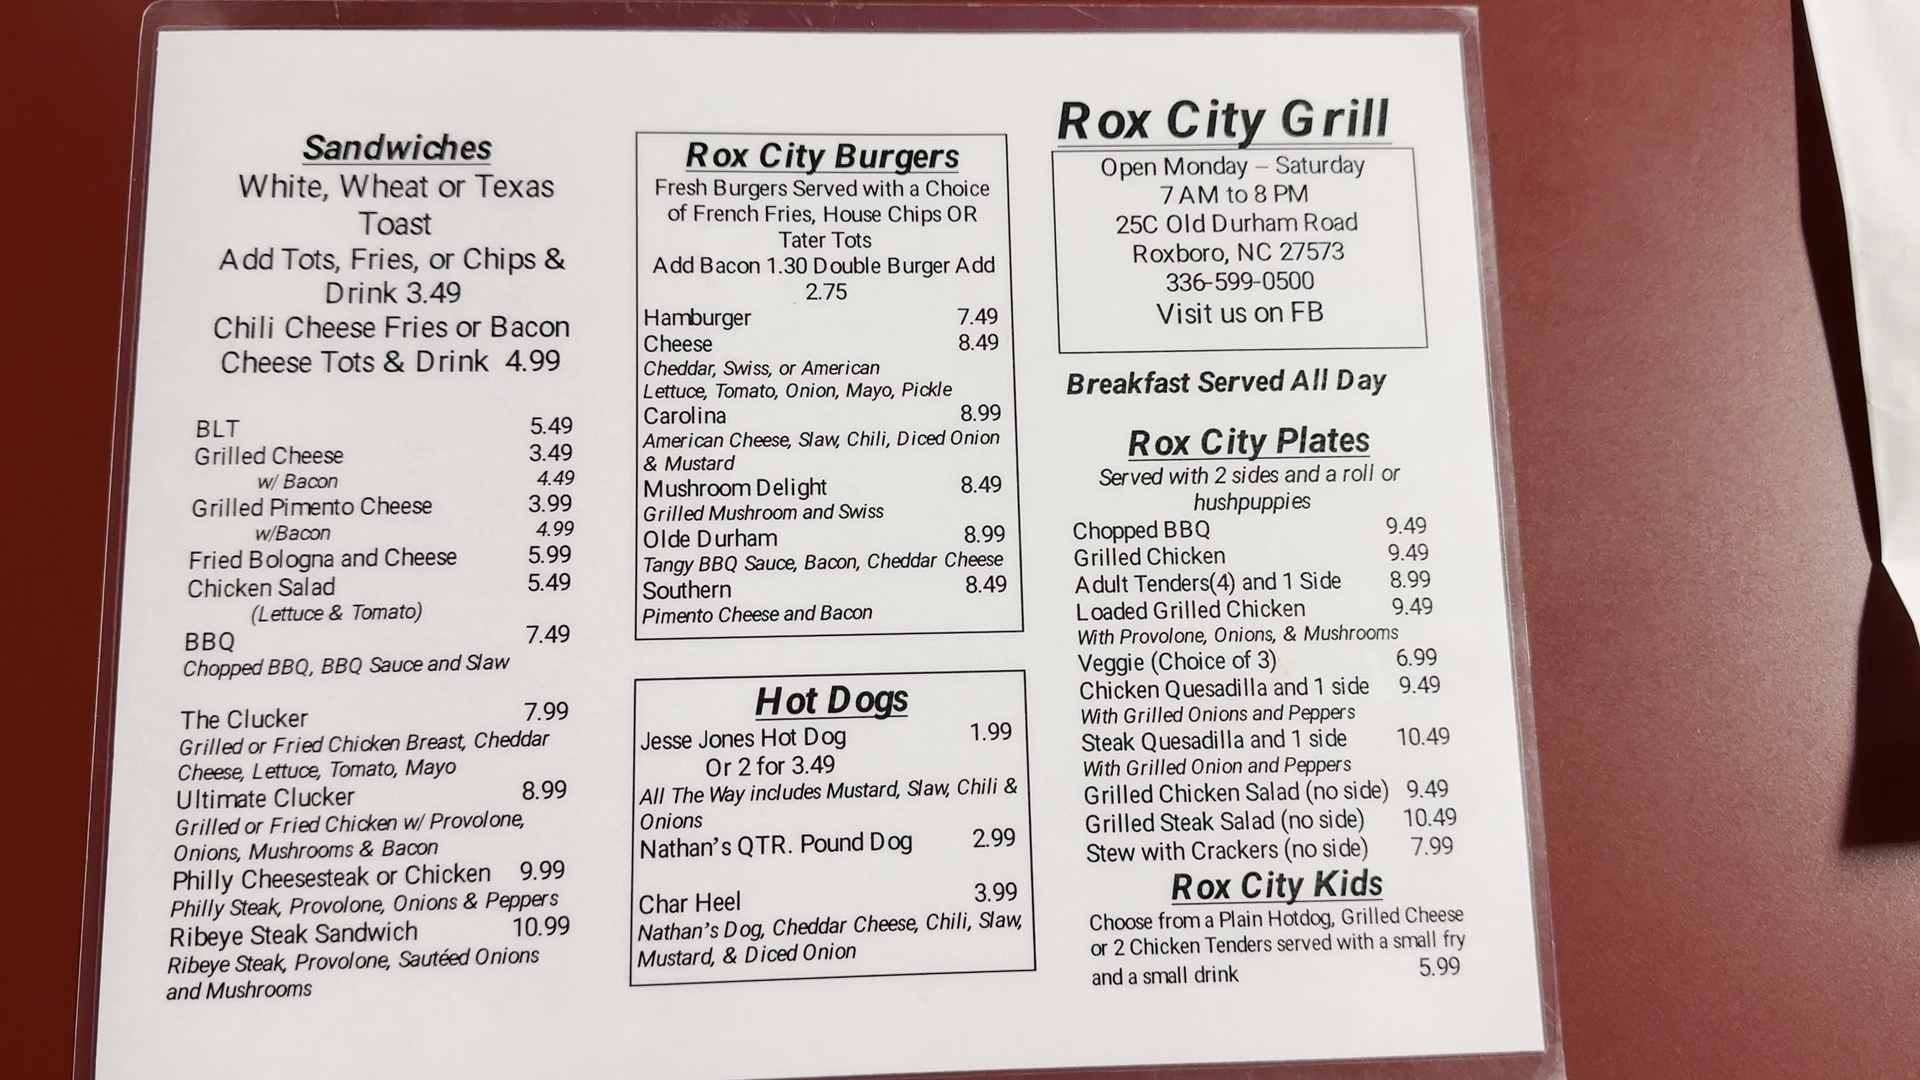 Sandwiches
White, Wheat or Texas
Toast
Add Tots, Fries, or Chips &
Drink 3.49
Chili Cheese Fries or Bacon
Cheese Tots & Drink 4.99
BLT 5.49
Grilled Cheese 3.49
w/ Bacon 4.49
Grilled Pimento Cheese 3.99
w/Bacon 4.99
Fried Bologna and Cheese 5.99
Chicken Salad 5.49
(Lettuce & Tomato)
BBQ 7.49
Chopped BBQ, BBQ Sauce and Slaw
The Clucker 7.99
Grilled or Fried Chicken Breast, Cheddar
Cheese, Lettuce, Tomato, Mayo
Ultimate Clucker 8.99
Grilled or Fried Chicken w/ Provolone,
Onions, Mushrooms & Bacon
Philly Cheesesteak or Chicken 9.99
Philly Steak, Provolone, Onions & Peppers
Ribeye Steak Sandwich 10.99
Ribeye Steak, Provolone, Sautéed Onions
and Mushrooms
Rox City Burgers
Fresh Burgers Served with a Choice
of French Fries, House Chips OR
Tater Tots
Add Bacon 1.30 Double Burger Add
2.75
Hamburger 7.49
Cheese 8.49
Cheddar, Swiss, or American
Lettuce, Tomato, Onion, Mayo, Pickle
Carolina 8.99
American Cheese, Slaw, Chili, Diced Onion
& Mustard
Mushroom Delight 8.49
Grilled Mushroom and Swiss
Olde Durham 8.99
Tangy BBQ Sauce, Bacon, Cheddar Cheese
Southern 8.49
Pimento Cheese and Bacon
Hot Dogs
Jesse Jones Hot Dog 1.99
Or 2 for 3.49
All The Way includes Mustard, Slaw, Chili &
Onions
Nathan's QTR. Pound Dog 2.99
Char Heel 3.99
Nathan's Dog, Cheddar Cheese, Chili, Slaw,
Mustard, & Diced Onion
Rox City Grill
Open Monday – Saturday
7 AM to 8 PM
25C Old Durham Road
Roxboro, NC 27573
336-599-0500
Visit us on FB
Breakfast Served All Day
Rox City Plates
Served with 2 sides and a roll or
hushpuppies
Chopped BBQ 9.49
Grilled Chicken 9.49
Adult Tenders(4) and 1 Side 8.99
Loaded Grilled Chicken 9.49
With Provolone, Onions, & Mushrooms
Veggie (Choice of 3) 6.99
Chicken Quesadilla and 1 side 9.49
With Grilled Onions and Peppers
Steak Quesadilla and 1 side 10.49
With Grilled Onion and Peppers
Grilled Chicken Salad (no side) 9.49
Grilled Steak Salad (no side) 10.49
Stew with Crackers (no side) 7.99
Rox City Kids
Choose from a Plain Hotdog, Grilled Cheese
or 2 Chicken Tenders served with a small fry
and a small drink 5.99